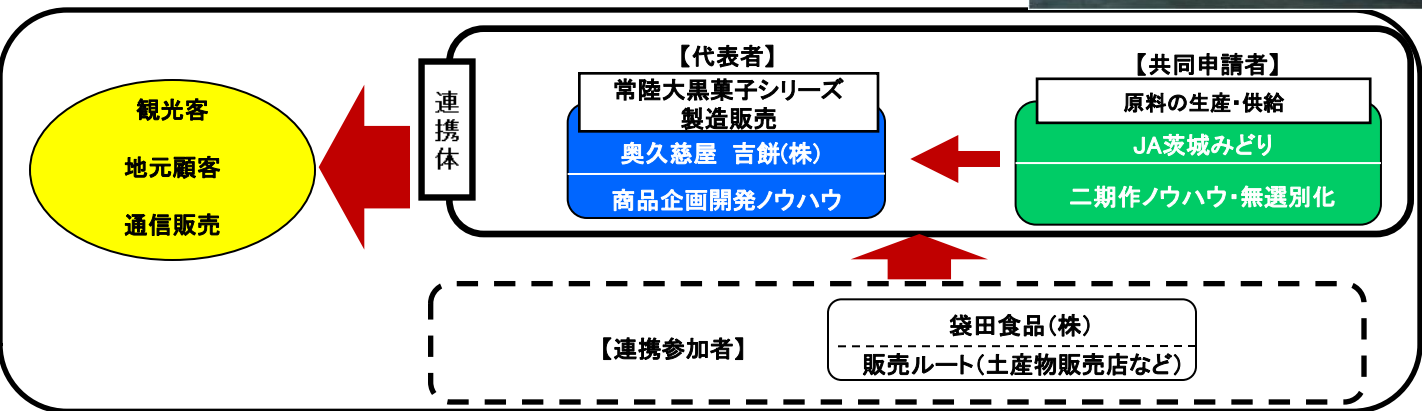 観光客
地元顧客
通信販売
連携体
【代表者】
常陸大黒菓子シリーズ
製造販売
奥久慈屋 吉餅(株)
商品企画開発ノウハウ
【共同申請者】
原料の生産・供給
JA茨城みどり
二期作ノウハウ・無選別化
【連携参加者】
袋田食品(株)
販売ルート(土産物販売店など)